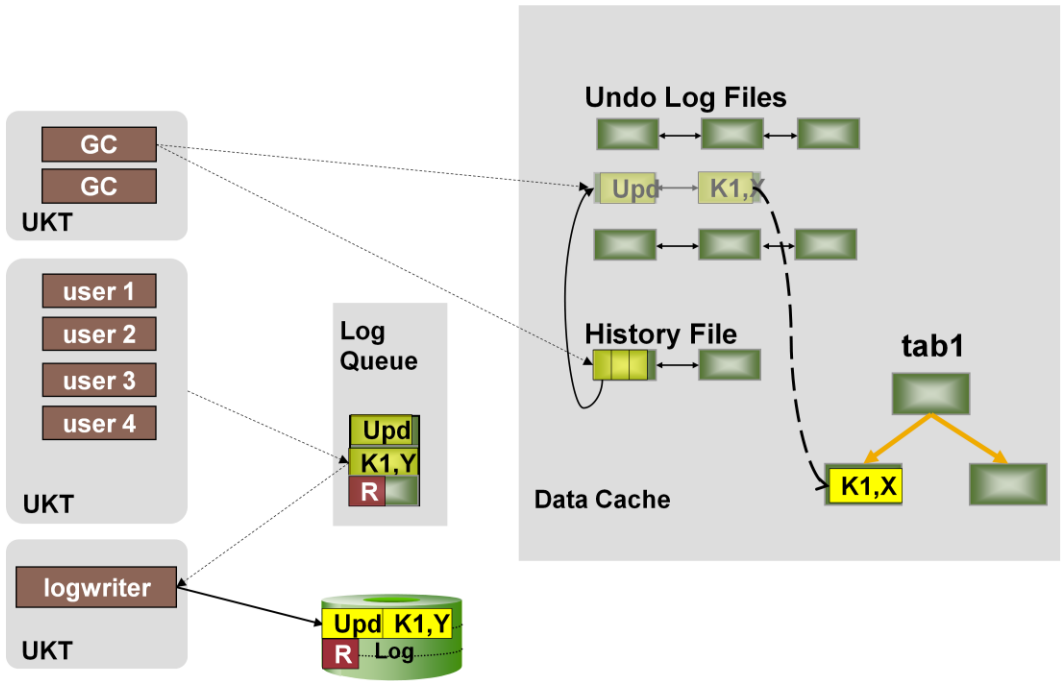 GC
GC
UKT
user 1
user 2
user 3
user 4
UKT
logwriter
UKT
Log
Queue
Upd
K1,Y
R
Upd K1,Y
R Log
Undo Log Files
Upd K1,X
History File
tab1
K1,X
Data Cache